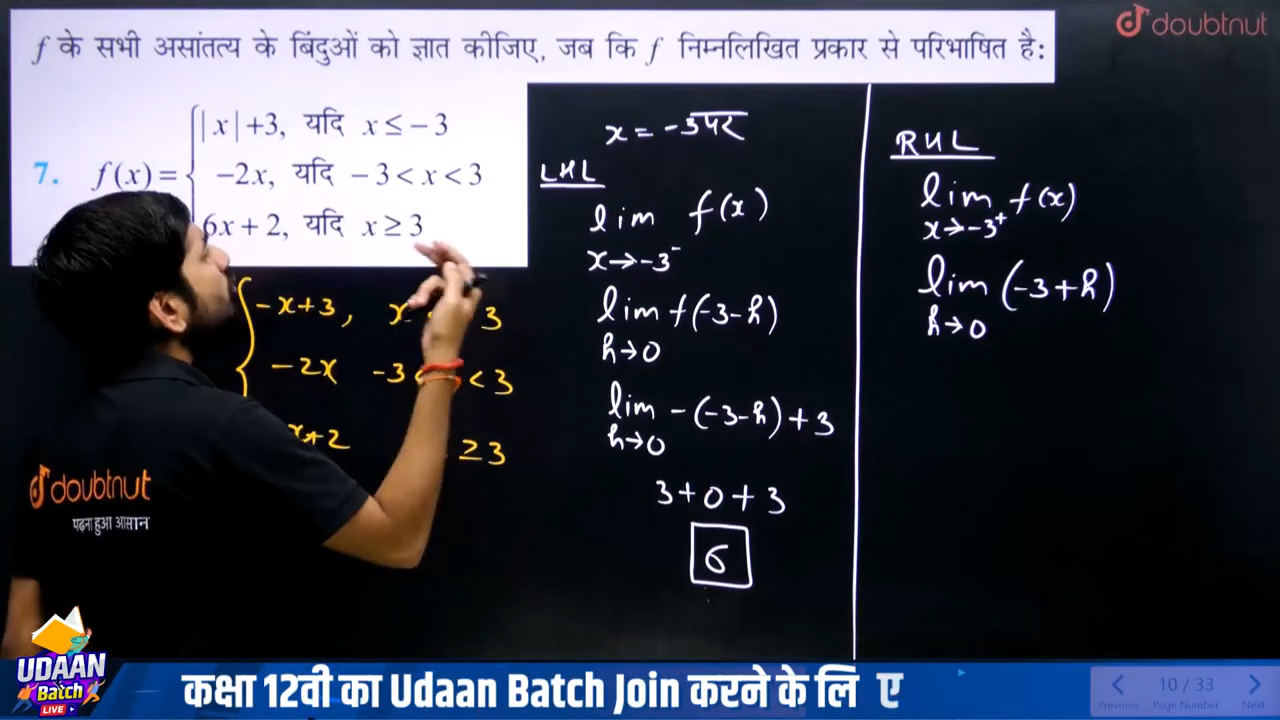 f के सभी असांतत्य के बिंदुओं को ज्ञात कीजिए, जब कि f निम्नलिखित प्रकार से परिभाषित है:
doubtnut
7. f(x) =
|x|+3, यदि x ≤ −3
−2x, यदि −3 < x < 3
6x + 2, यदि x ≥ 3
−x+3, x 3
−2x −3 < 3
x+2 ≥3
x = −3 पर
LHL
lim f(x)
x→−3⁻
lim f(−3−h)
h→0
lim −(−3−h)+3
h→0
3+0+3
6
RHL
lim f(x)
x→−3⁺
lim (−3+h)
h→0
doubtnut
पढ़ना हुआ आसान
UDAAN
Batch
LIVE
कक्षा 12वी का Udaan Batch Join करने के लि ए
10 / 33
Previous Page Number Next